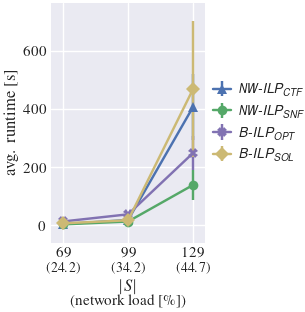 avg. runtime [s]
600
400
200
0
NW-ILP_CTF
NW-ILP_SNF
B-ILP_OPT
B-ILP_SOL
69 99 129
(24.2) (34.2) (44.7)
|S|
(network load [%])